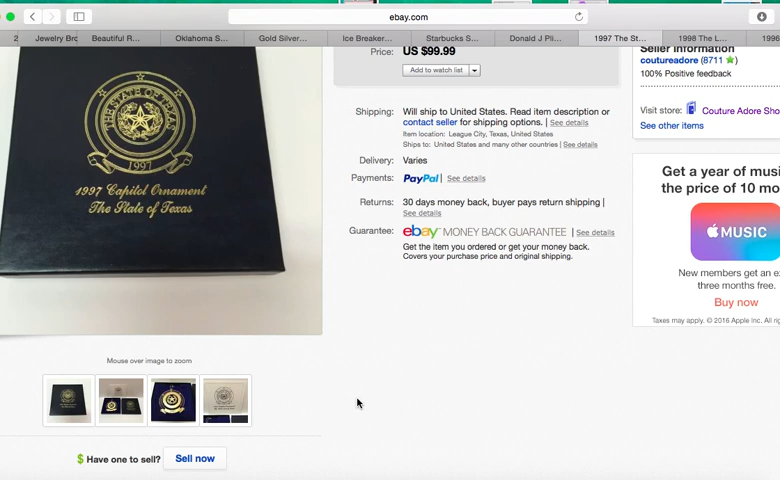 ebay.com
2
Jewelry Bro
Beautiful R...
Oklahoma S...
Gold Silver...
Ice Breaker...
Starbucks S...
Donald J Pli...
1997 The St...
1998 The L...
1996
Price: US $99.99
Add to watch list
Shipping: Will ship to United States. Read item description or
contact seller for shipping options. | See details
Item location: League City, Texas, United States
Ships to: United States and many other countries | See details
Delivery: Varies
Payments: PayPal | See details
Returns: 30 days money back, buyer pays return shipping |
See details
Guarantee: ebay MONEY BACK GUARANTEE | See details
Get the item you ordered or get your money back.
Covers your purchase price and original shipping.
Seller information
coutureadore (8711)
100% Positive feedback
Visit store: Couture Adore Sho
See other items
Get a year of musi
the price of 10 mo
MUSIC
New members get an ex
three months free.
Buy now
Taxes may apply. © 2016 Apple Inc. All rig
THE STATE OF TEXAS
1997
1997 Capitol Ornament
The State of Texas
Mouse over image to zoom
$ Have one to sell? Sell now